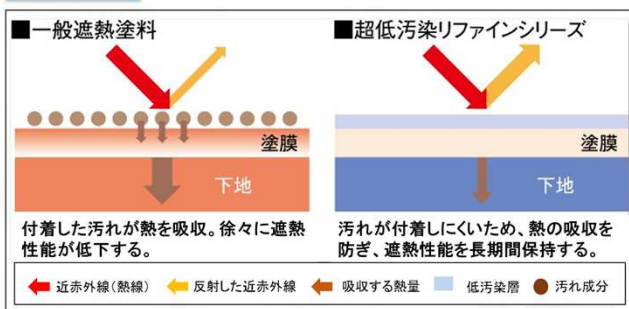 ■一般遮熱塗料
■超低汚染リファインシリーズ
塗膜
下地
塗膜
下地
付着した汚れが熱を吸収。徐々に遮熱
性能が低下する。
汚れが付着しにくいため、熱の吸収を
防ぎ、遮熱性能を長期間保持する。
近赤外線(熱線)
反射した近赤外線
吸収する熱量
低汚染層
汚れ成分